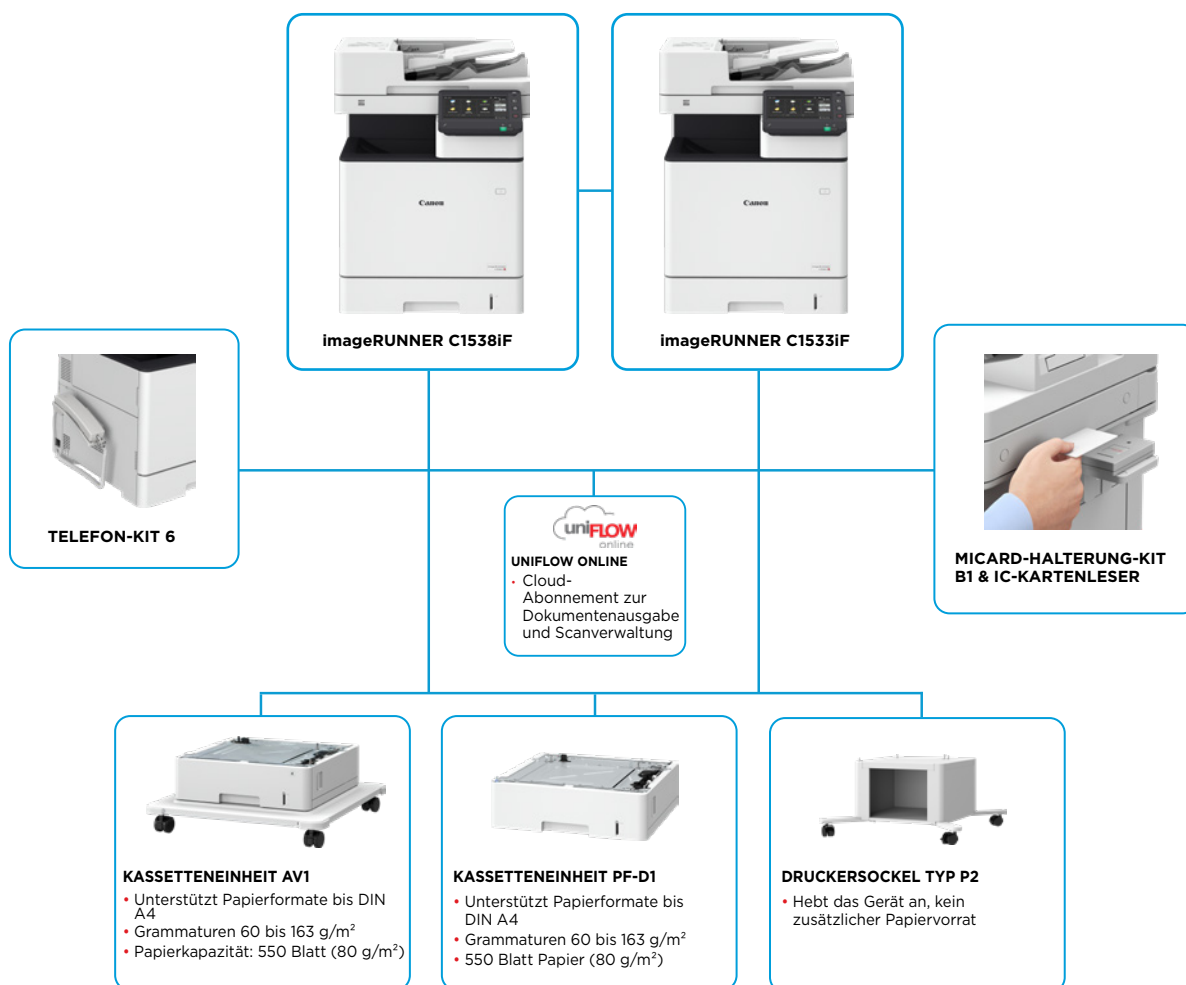 Canon
Canon
imageRUNNER C1538iF
imageRUNNER C1533iF
TELEFON-KIT 6
uniFLOW
online
UNIFLOW ONLINE
• Cloud-
Abonnement zur
Dokumentenausgabe
und Scanverwaltung
MICARD-HALTERUNG-KIT
B1 & IC-KARTENLESER
KASSETTENEINHEIT AV1
• Unterstützt Papierformate bis DIN
A4
• Grammaturen 60 bis 163 g/m²
• Papierkapazität: 550 Blatt (80 g/m²)
KASSETTENEINHEIT PF-D1
• Unterstützt Papierformate bis
DIN A4
• Grammaturen 60 bis 163 g/m²
• 550 Blatt Papier (80 g/m²)
DRUCKERSOCKEL TYP P2
• Hebt das Gerät an, kein
zusätzlicher Papiervorrat